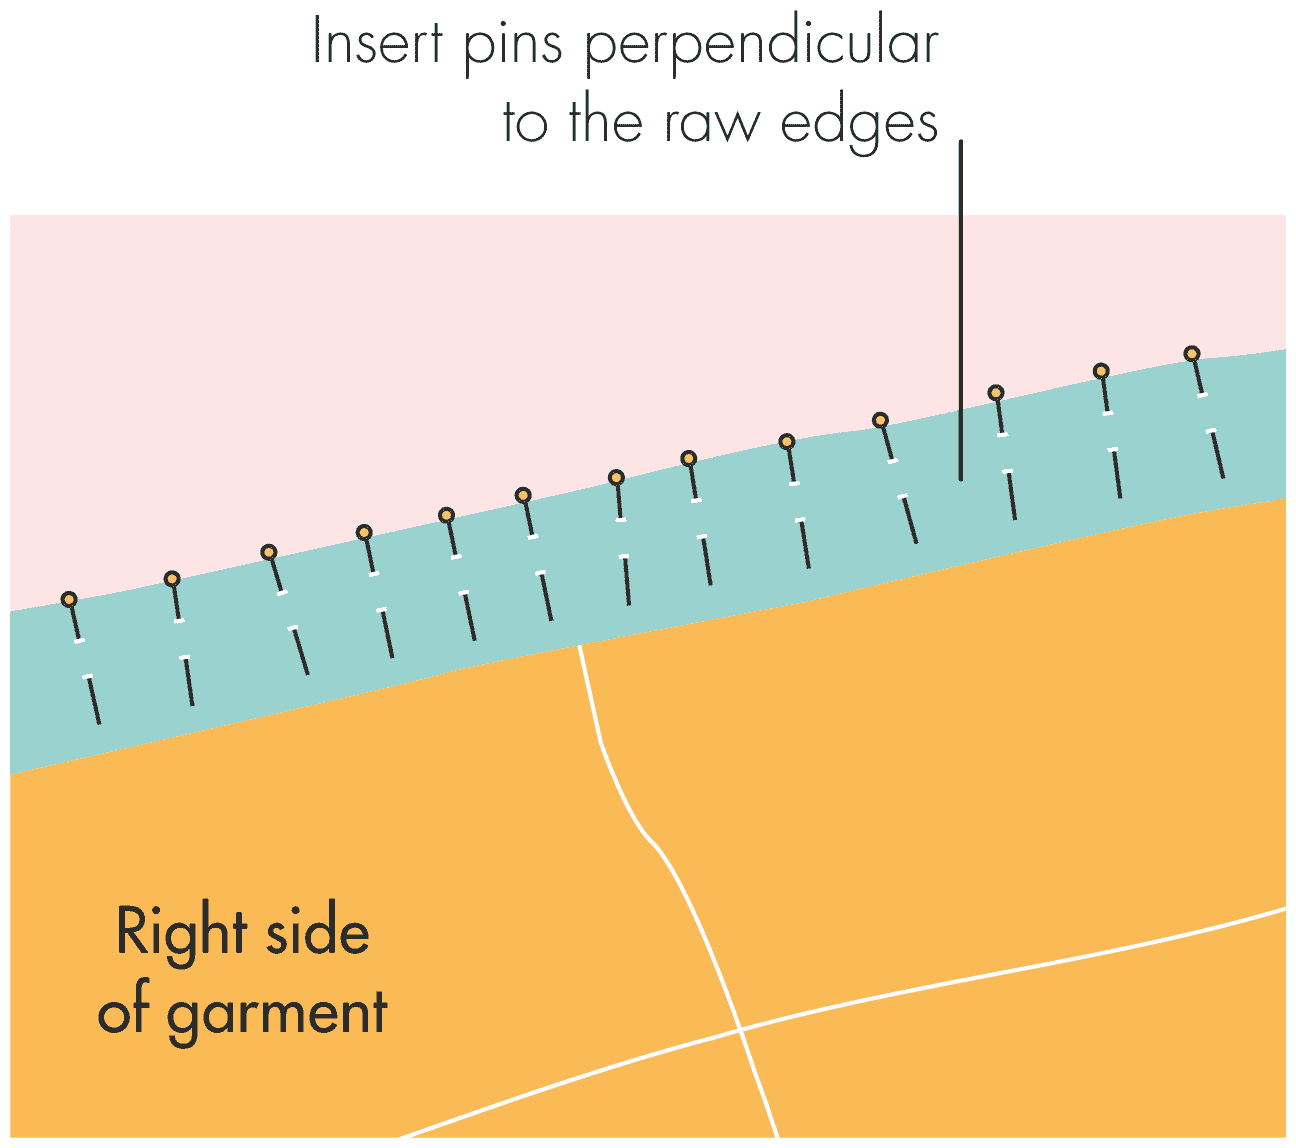 Insert pins perpendicular
to the raw edges
Right side
of garment